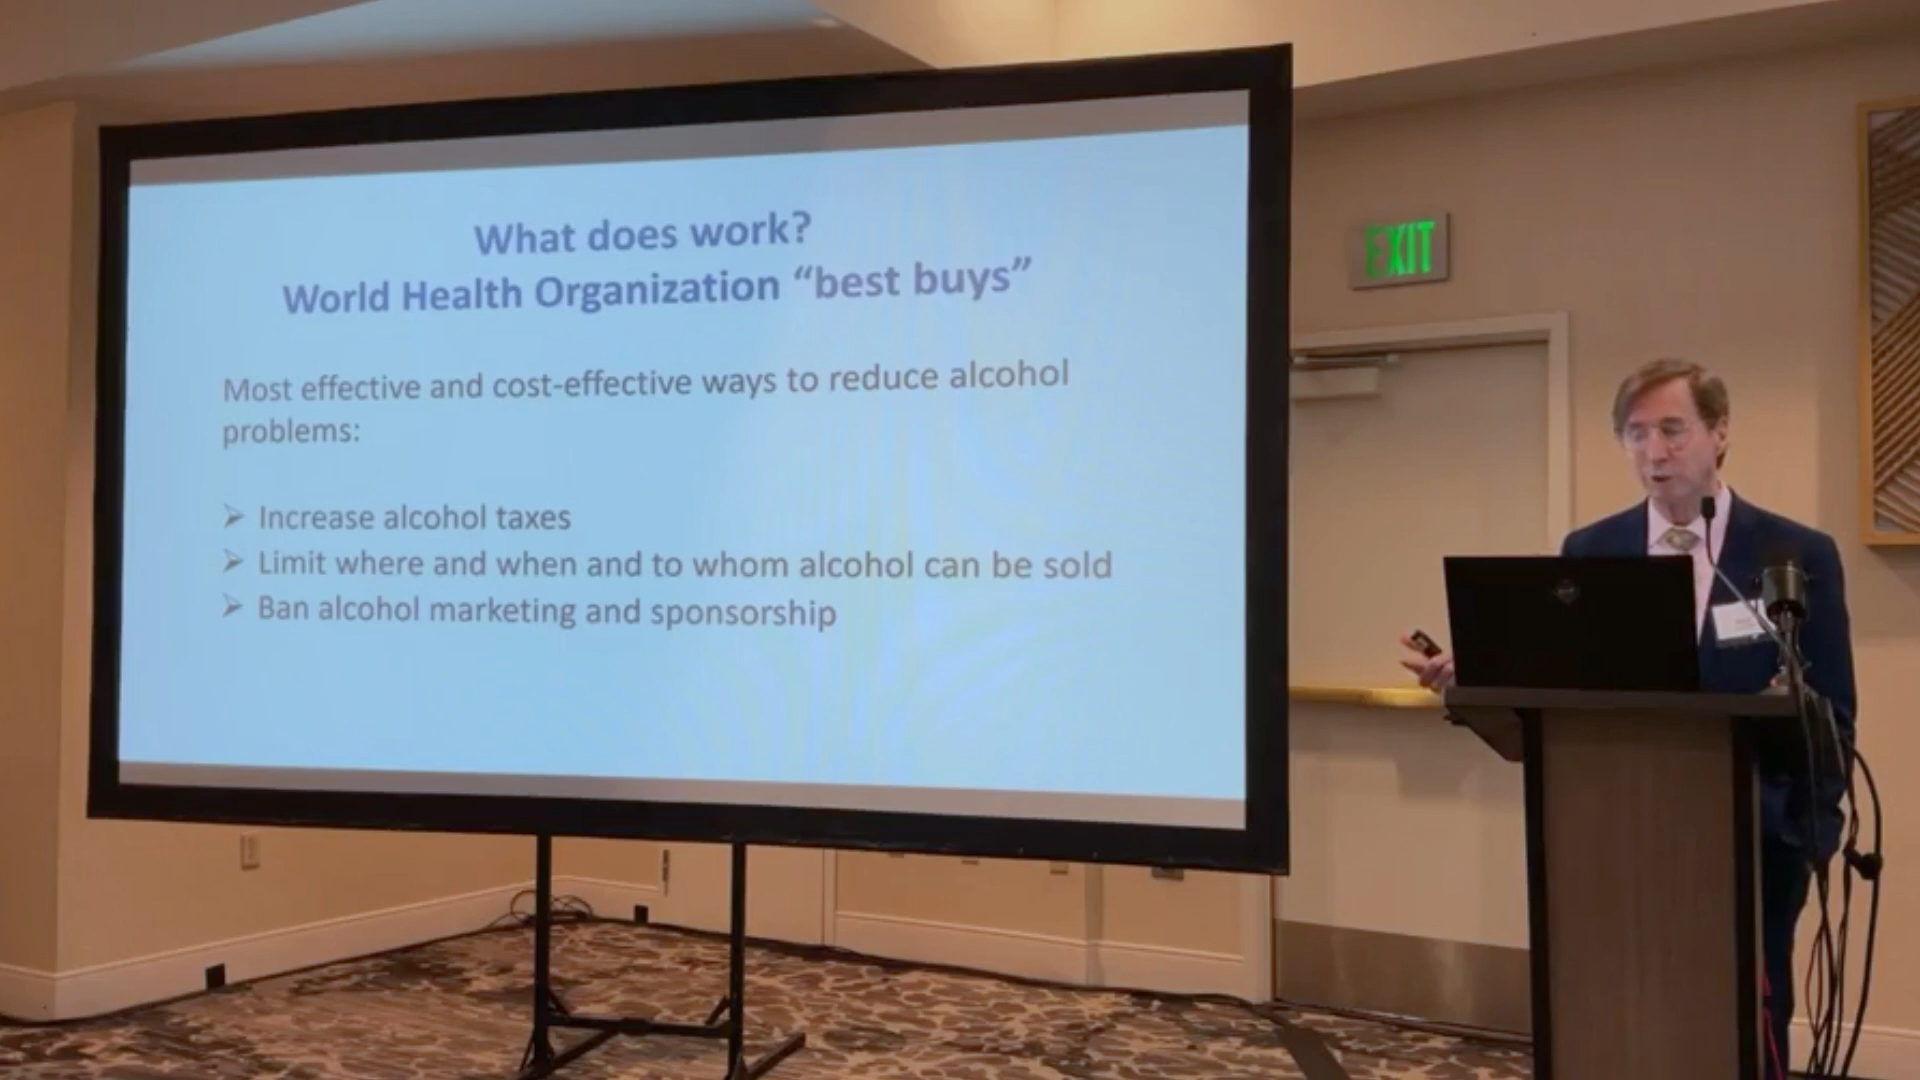 What does work?
World Health Organization “best buys”
Most effective and cost-effective ways to reduce alcohol
problems:
➢ Increase alcohol taxes
➢ Limit where and when and to whom alcohol can be sold
➢ Ban alcohol marketing and sponsorship
EXIT